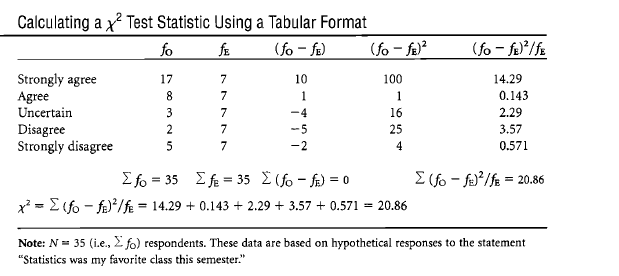 Calculating a χ² Test Statistic Using a Tabular Format
fO fE (fO − fE) (fO − fE)² (fO − fE)²/fE
Strongly agree 17 7 10 100 14.29
Agree 8 7 1 1 0.143
Uncertain 3 7 −4 16 2.29
Disagree 2 7 −5 25 3.57
Strongly disagree 5 7 −2 4 0.571
Σ fO = 35 Σ fE = 35 Σ (fO − fE) = 0 Σ (fO − fE)²/fE = 20.86
χ² = Σ (fO − fE)²/fE = 14.29 + 0.143 + 2.29 + 3.57 + 0.571 = 20.86
Note: N = 35 (i.e., Σ fO) respondents. These data are based on hypothetical responses to the statement
“Statistics was my favorite class this semester.”